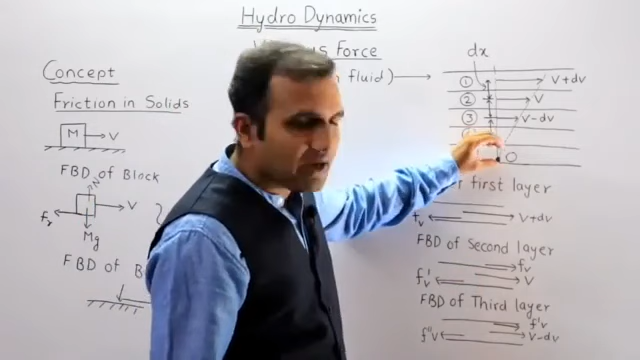 Hydro Dynamics
Force
fluid)
Concept
Friction in Solids
M
V
FBD of Block
N
V
fᵣ
Mg
FBD of
dx
①
V+dv
②
V
③
V-dv
O
first layer
fᵥ
V+dv
FBD of Second layer
fᵥ
fᵥ'
V
FBD of Third layer
f'v
f''v
V-dv